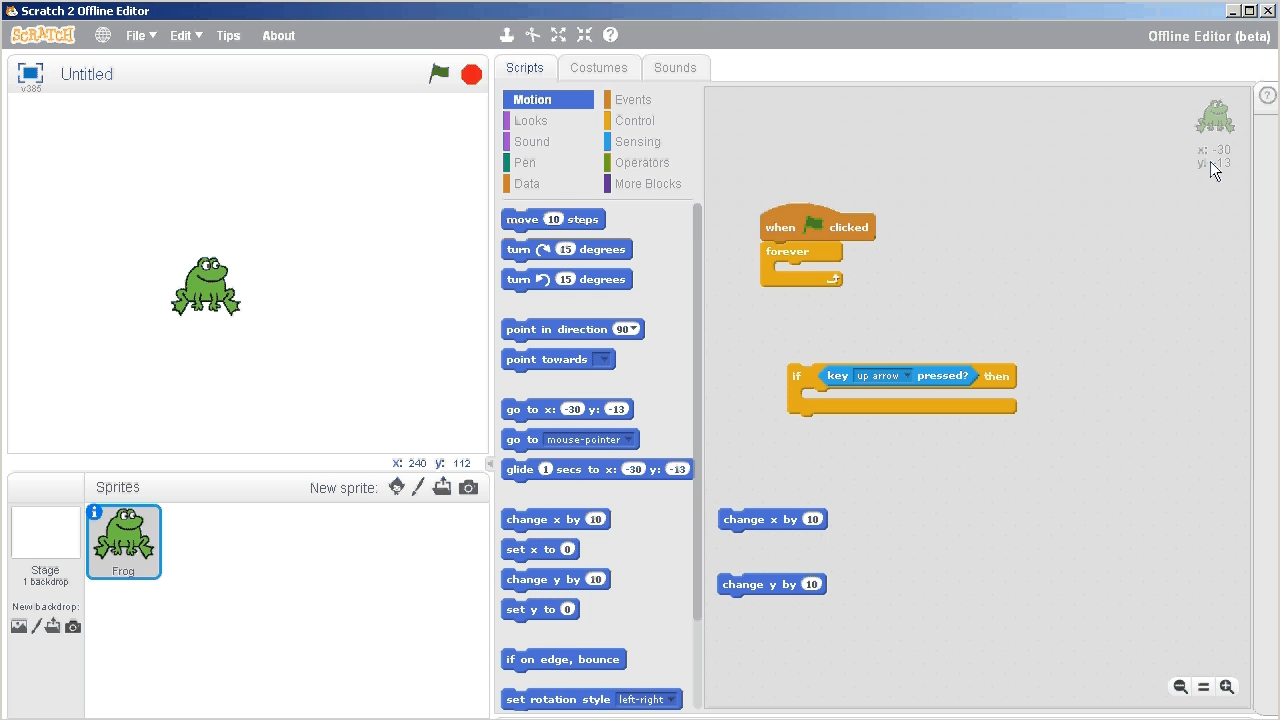 Scratch 2 Offline Editor
SCRATCH File Edit Tips About Offline Editor (beta)
Untitled
v385
Scripts Costumes Sounds
Motion Events
Looks Control
Sound Sensing
Pen Operators
Data More Blocks
x: -30
y: -13
move 10 steps
turn 15 degrees
turn 15 degrees
point in direction 90
point towards
go to x: -30 y: -13
go to mouse-pointer
glide 1 secs to x: -30 y: -13
change x by 10
set x to 0
change y by 10
set y to 0
if on edge, bounce
set rotation style left-right
when clicked
forever
if key up arrow pressed? then
change x by 10
change y by 10
x: 240 y: 112
Sprites New sprite:
Stage
1 backdrop
New backdrop:
Frog